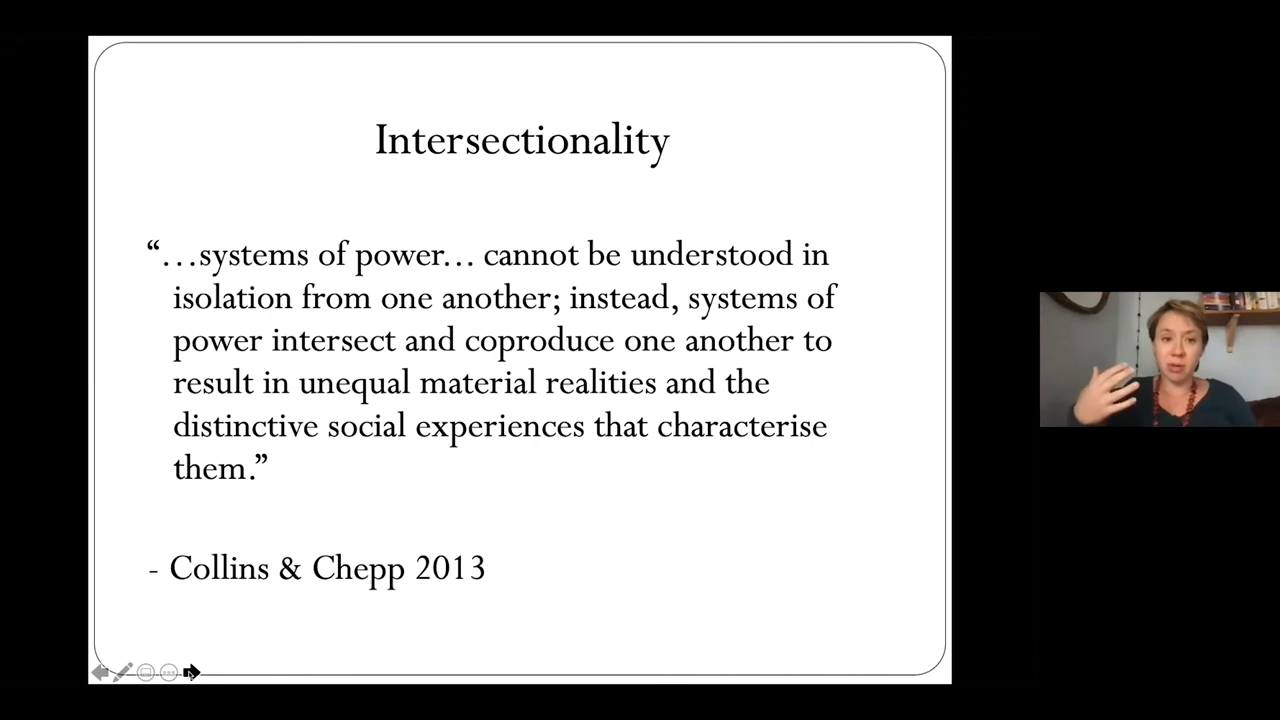 Intersectionality
“…systems of power… cannot be understood in
isolation from one another; instead, systems of
power intersect and coproduce one another to
result in unequal material realities and the
distinctive social experiences that characterise
them.”
- Collins & Chepp 2013